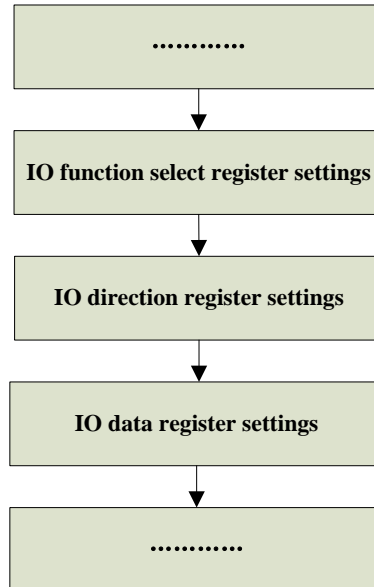 …………
IO function select register settings
IO direction register settings
IO data register settings
…………